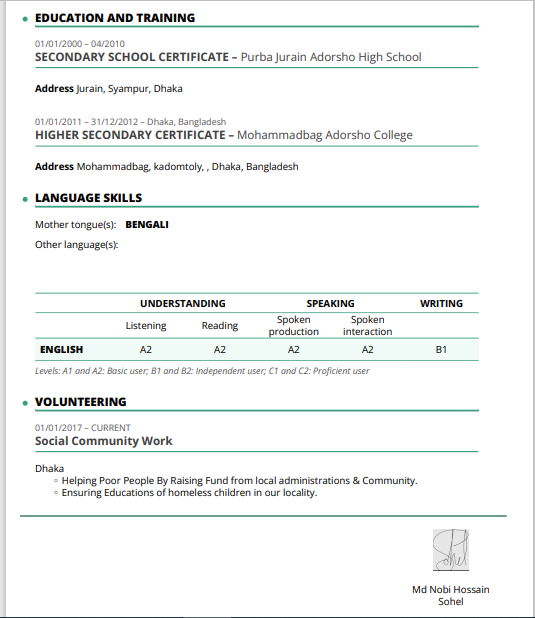 EDUCATION AND TRAINING
01/01/2000 – 04/2010
SECONDARY SCHOOL CERTIFICATE – Purba Jurain Adorsho High School
Address Jurain, Syampur, Dhaka
01/01/2011 – 31/12/2012 – Dhaka, Bangladesh
HIGHER SECONDARY CERTIFICATE – Mohammadbag Adorsho College
Address Mohammadbag, kadomtoly, , Dhaka, Bangladesh
LANGUAGE SKILLS
Mother tongue(s): BENGALI
Other language(s):
UNDERSTANDING SPEAKING WRITING
Listening Reading Spoken production Spoken interaction
ENGLISH A2 A2 A2 A2 B1
Levels: A1 and A2: Basic user; B1 and B2: Independent user; C1 and C2: Proficient user
VOLUNTEERING
01/01/2017 – CURRENT
Social Community Work
Dhaka
◦ Helping Poor People By Raising Fund from local administrations & Community.
◦ Ensuring Educations of homeless children in our locality.
Sohel
Md Nobi Hossain
Sohel